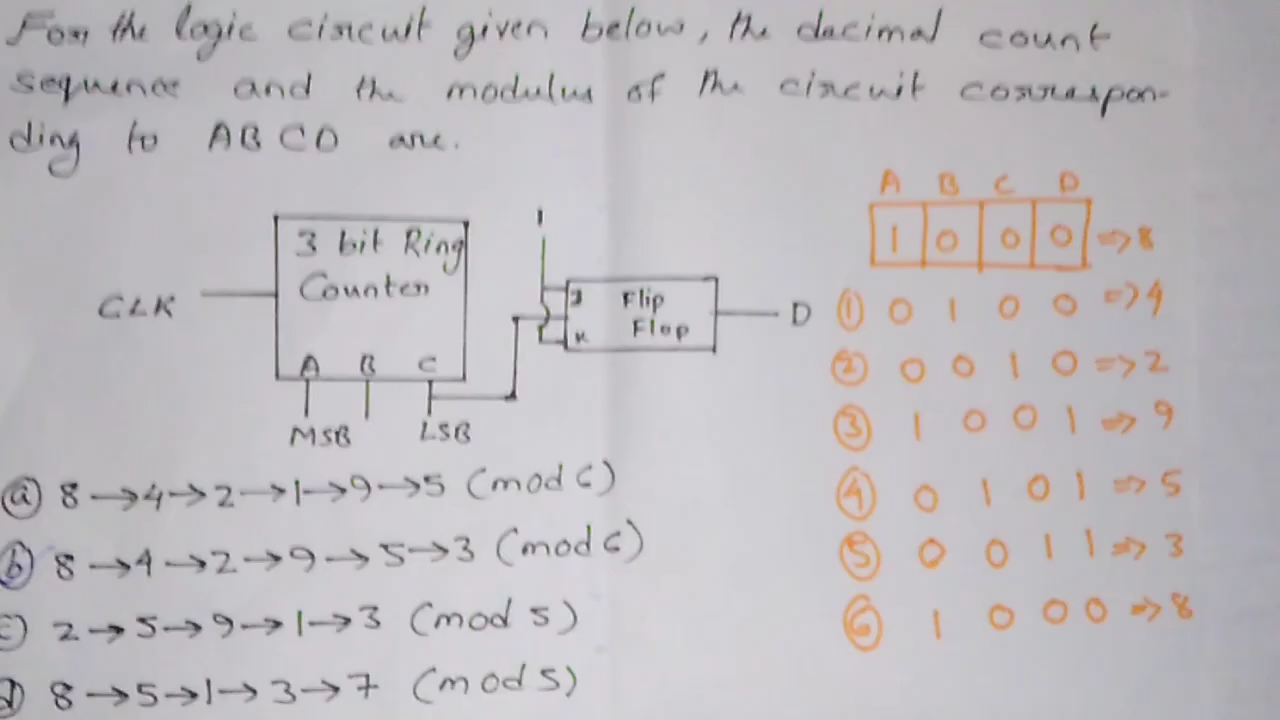 For the logic circuit given below, the decimal count
sequence and the modulus of the circuit correspon-
ding to ABCD are.
A B C D
1 0 0 0 => 8
① 0 1 0 0 => 4
② 0 0 1 0 => 2
③ 1 0 0 1 => 9
④ 0 1 0 1 => 5
⑤ 0 0 1 1 => 3
⑥ 1 0 0 0 => 8
1
3 bit Ring
Counter
CLK
A B C
MSB LSB
J Flip
K Flop
D
ⓐ 8 → 4 → 2 → 1 → 9 → 5 (mod 6)
ⓑ 8 → 4 → 2 → 9 → 5 → 3 (mod 6)
ⓒ 2 → 5 → 9 → 1 → 3 (mod 5)
ⓓ 8 → 5 → 1 → 3 → 7 (mod 5)